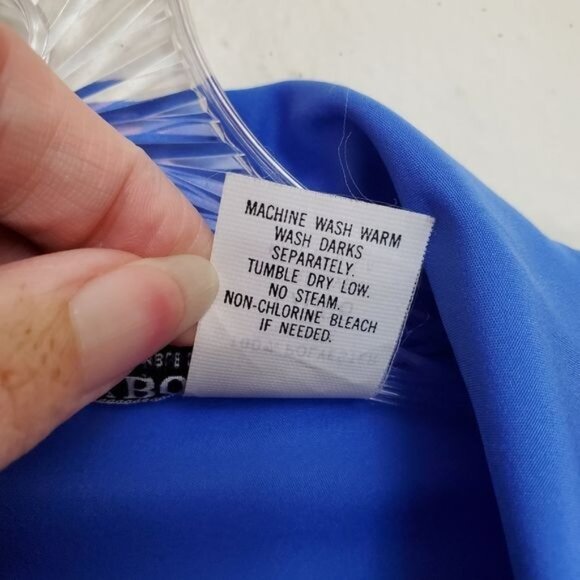 MACHINE WASH WARM
WASH DARKS
SEPARATELY.
TUMBLE DRY LOW.
NO STEAM.
NON-CHLORINE BLEACH
IF NEEDED.